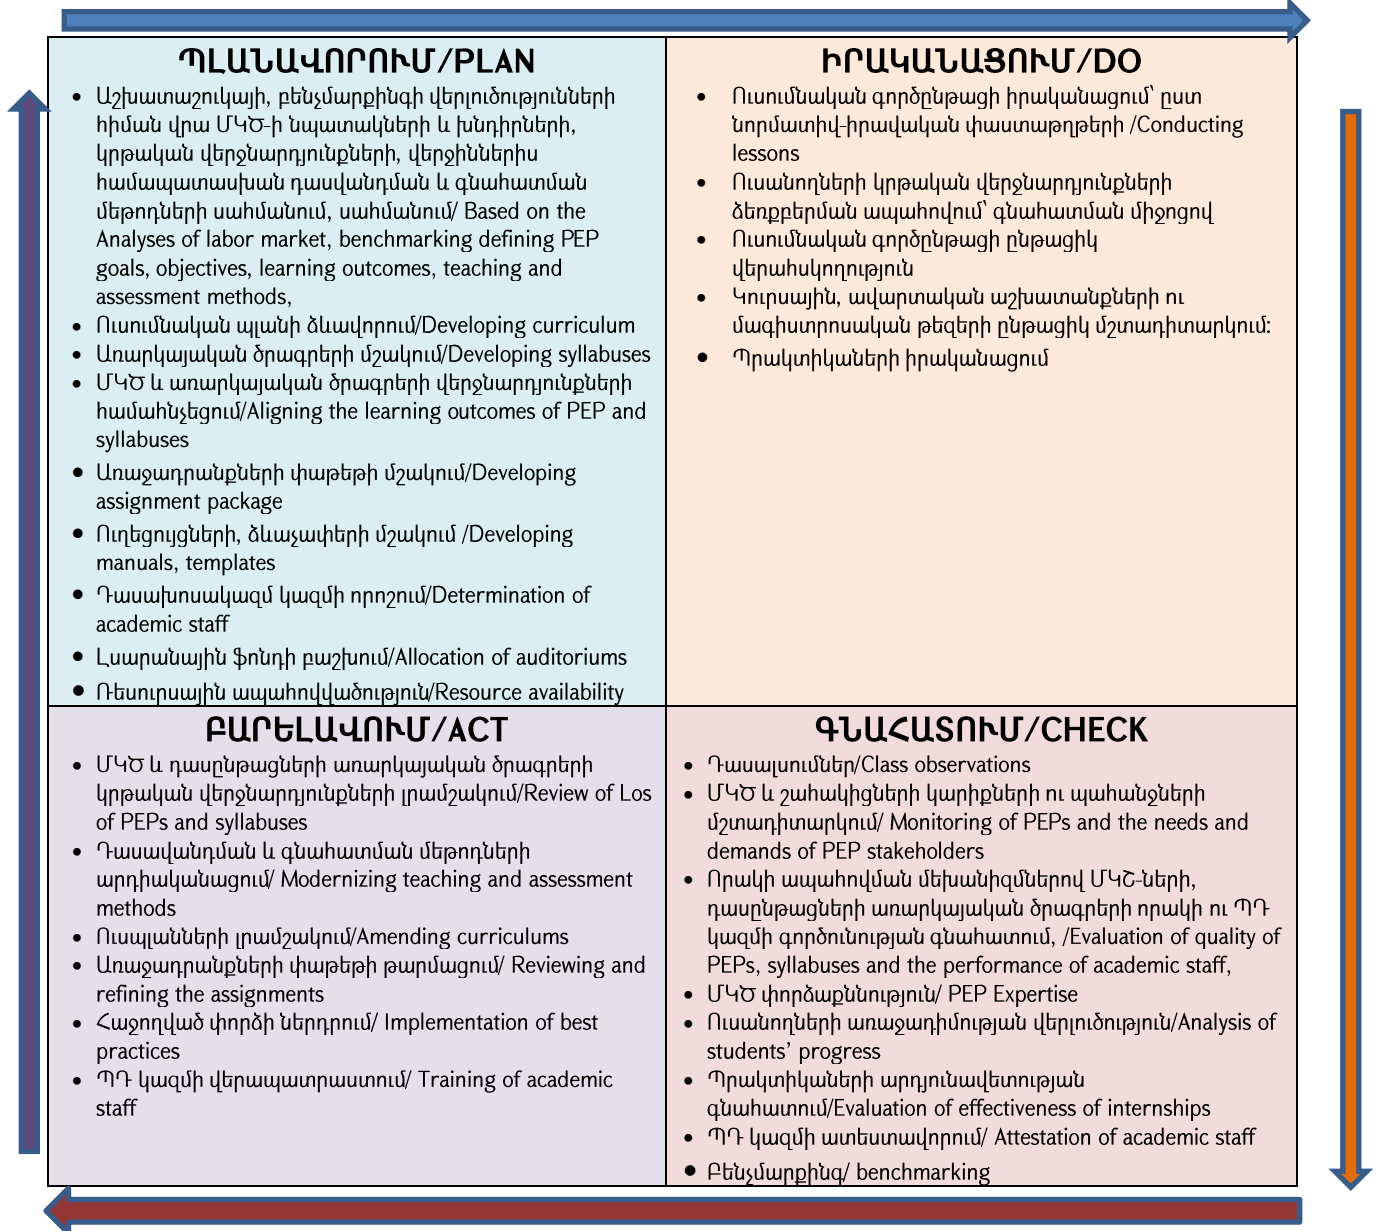 ՊԼԱՆԱՎՈՐՈՒՄ/PLAN
• Աշխատաշուկայի, բենչմարքինգի վերլուծությունների
հիման վրա ՄԿԾ-ի նպատակների և խնդիրների,
կրթական վերջնարդյունքների, վերջիններիս
համապատասխան դասվանդման և գնահատման
մեթոդների սահմանում, սահմանում/ Based on the
Analyses of labor market, benchmarking defining PEP
goals, objectives, learning outcomes, teaching and
assessment methods,
• Ուսումնական պլանի ձևավորում/Developing curriculum
• Առարկայական ծրագրերի մշակում/Developing syllabuses
• ՄԿԾ և առարկայական ծրագրերի վերջնարդյունքների
համահնչեցում/Aligning the learning outcomes of PEP and
syllabuses
• Առաջադրանքների փաթեթի մշակում/Developing
assignment package
• Ուղեցույցների, ձևաչափերի մշակում /Developing
manuals, templates
• Դասախոսակազմ կազմի որոշում/Determination of
academic staff
• Լսարանային ֆոնդի բաշխում/Allocation of auditoriums
• Ռեսուրսային ապահովվածություն/Resource availability
ԻՐԱԿԱՆԱՑՈՒՄ/DO
• Ուսումնական գործընթացի իրականացում՝ ըստ
նորմատիվ-իրավական փաստաթղթերի /Conducting
lessons
• Ուսանողների կրթական վերջնարդյունքների
ձեռքբերման ապահովում՝ գնահատման միջոցով
• Ուսումնական գործընթացի ընթացիկ
վերահսկողություն
• Կուրսային, ավարտական աշխատանքների ու
մագիստրոսական թեզերի ընթացիկ մշտադիտարկում:
• Պրակտիկաների իրականացում
ԲԱՐԵԼԱՎՈՒՄ/ACT
• ՄԿԾ և դասընթացների առարկայական ծրագրերի
կրթական վերջնարդյունքների լրամշակում/Review of Los
of PEPs and syllabuses
• Դասավանդման և գնահատման մեթոդների
արդիականացում/ Modernizing teaching and assessment
methods
• Ուսպլանների լրամշակում/Amending curriculums
• Առաջադրանքների փաթեթի թարմացում/ Reviewing and
refining the assignments
• Հաջողված փորձի ներդրում/ Implementation of best
practices
• ՊԴ կազմի վերապատրաստում/ Training of academic
staff
ԳՆԱՀԱՏՈՒՄ/CHECK
• Դասալսումներ/Class observations
• ՄԿԾ և շահակիցների կարիքների ու պահանջների
մշտադիտարկում/ Monitoring of PEPs and the needs and
demands of PEP stakeholders
• Որակի ապահովման մեխանիզմներով ՄԿՇ-ների,
դասընթացների առարկայական ծրագրերի որակի ու ՊԴ
կազմի գործունության գնահատում, /Evaluation of quality of
PEPs, syllabuses and the performance of academic staff,
• ՄԿԾ փորձաքննություն/ PEP Expertise
• Ուսանողների առաջադիմության վերլուծություն/Analysis of
students’ progress
• Պրակտիկաների արդյունավետության
գնահատում/Evaluation of effectiveness of internships
• ՊԴ կազմի ատեստավորում/ Attestation of academic staff
• Բենչմարքինգ/ benchmarking